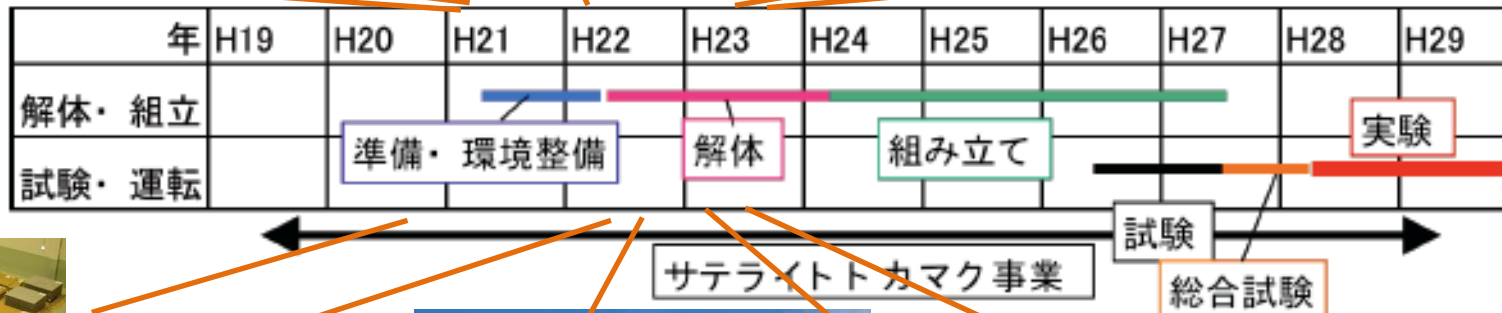 年 H19 H20 H21 H22 H23 H24 H25 H26 H27 H28 H29
解体・組立
準備・環境整備 解体 組み立て 実験
試験・運転
試験
サテライトトカマク事業
総合試験